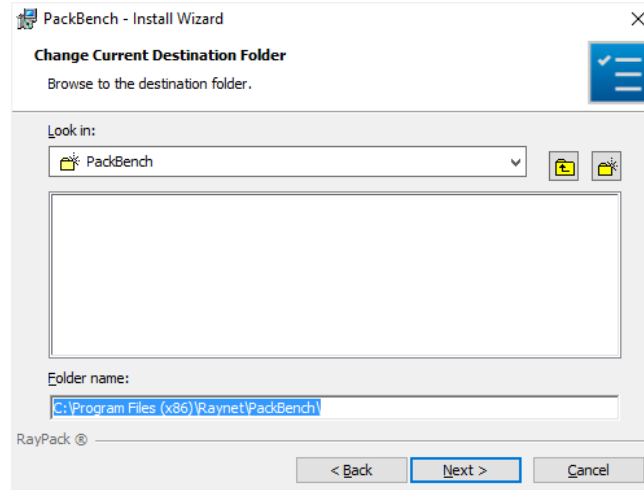 PackBench - Install Wizard
Change Current Destination Folder
Browse to the destination folder.
Look in:
PackBench
Folder name:
C:\Program Files (x86)\Raynet\PackBench\
RayPack ®
< Back Next > Cancel